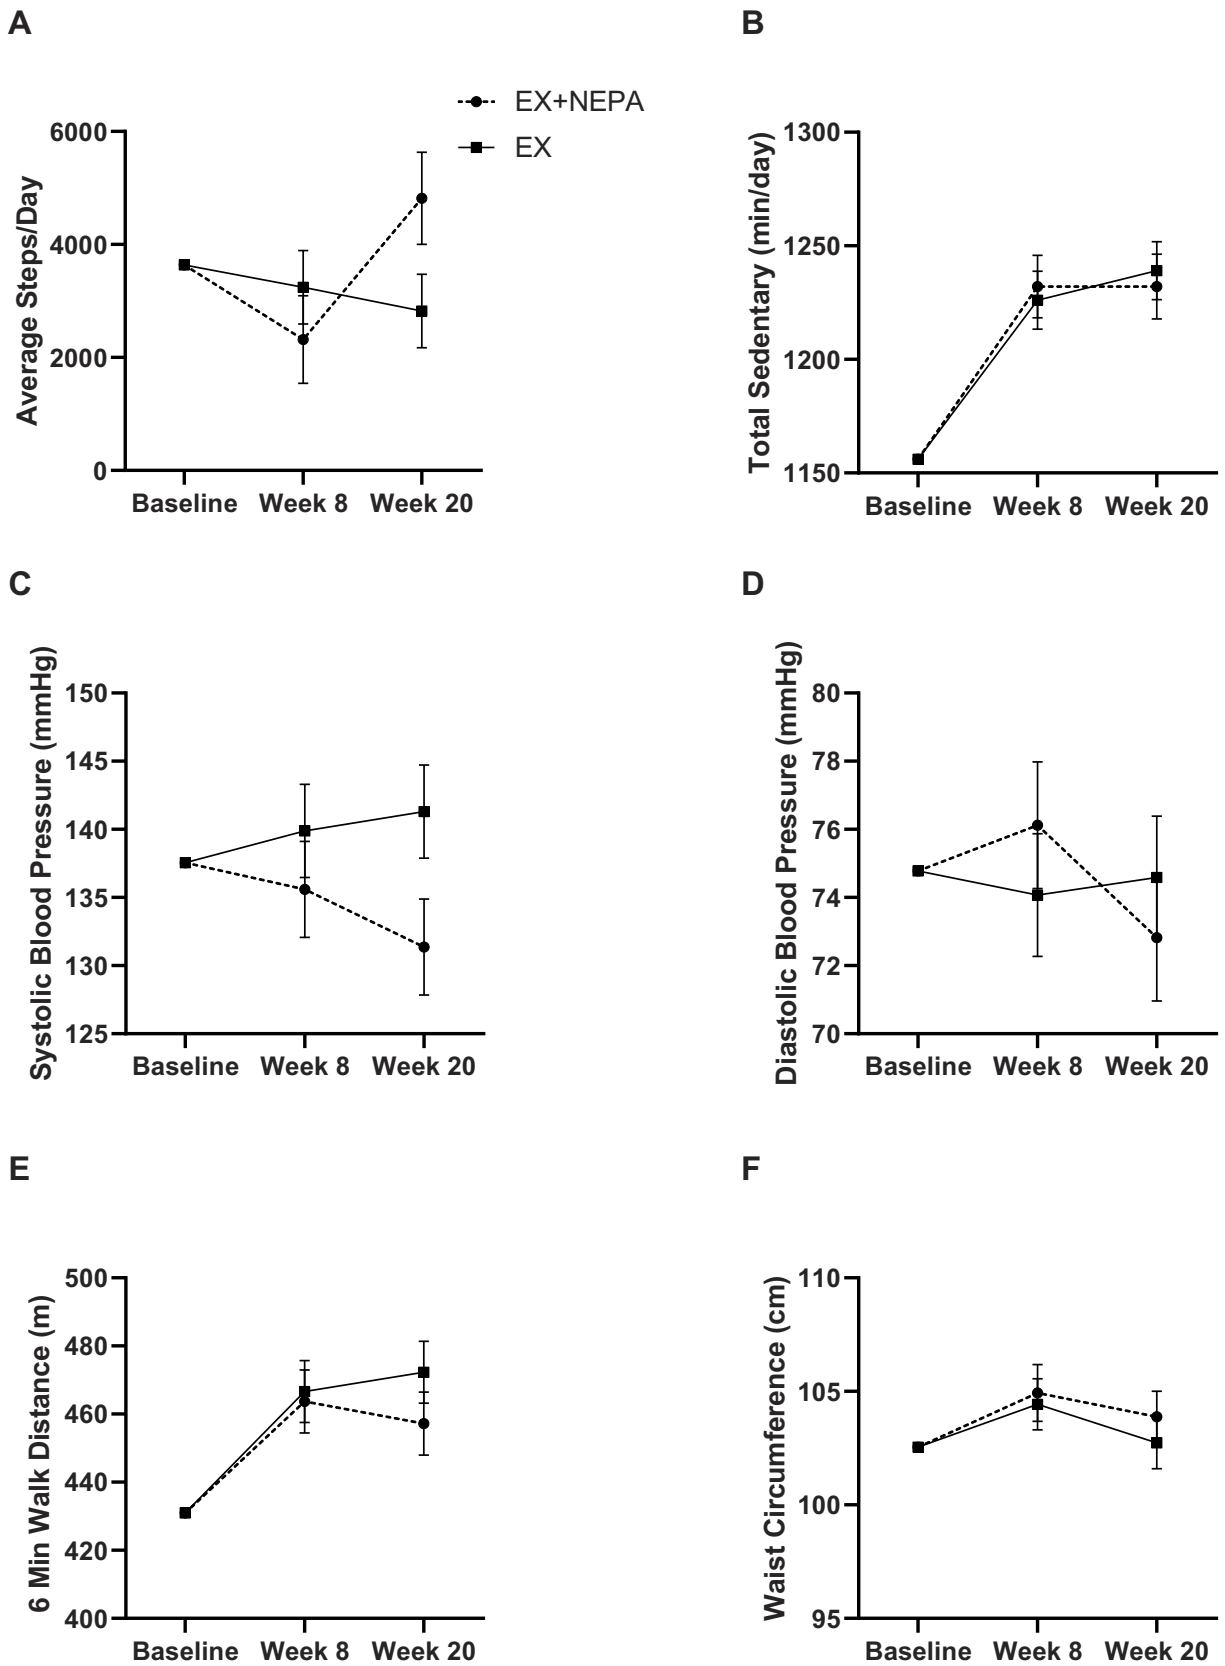 A
EX+NEPA
EX
Average Steps/Day
6000
4000
2000
0
Baseline Week 8 Week 20
B
Total Sedentary (min/day)
1300
1250
1200
1150
Baseline Week 8 Week 20
C
Systolic Blood Pressure (mmHg)
150
145
140
135
130
125
Baseline Week 8 Week 20
D
Diastolic Blood Pressure (mmHg)
80
78
76
74
72
70
Baseline Week 8 Week 20
E
6 Min Walk Distance (m)
500
480
460
440
420
400
Baseline Week 8 Week 20
F
Waist Circumference (cm)
110
105
100
95
Baseline Week 8 Week 20